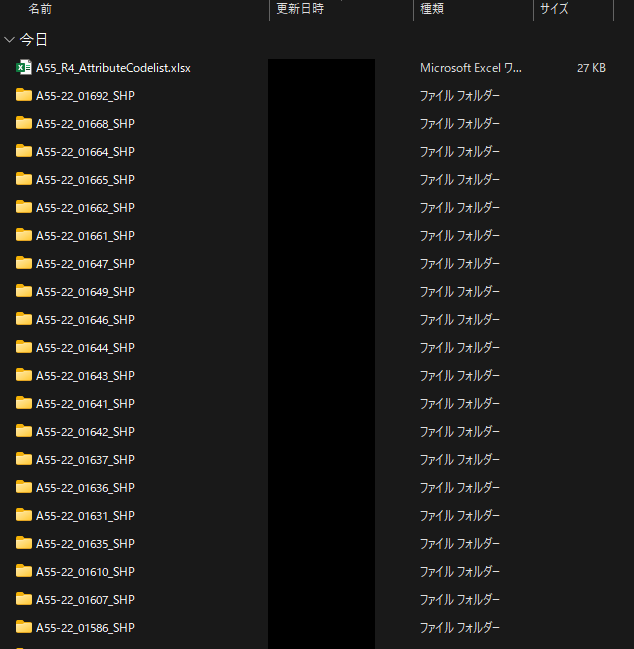 名前 更新日時 種類 サイズ
今日
A55_R4_AttributeCodelist.xlsx Microsoft Excel ワ... 27 KB
A55-22_01692_SHP ファイル フォルダー
A55-22_01668_SHP ファイル フォルダー
A55-22_01664_SHP ファイル フォルダー
A55-22_01665_SHP ファイル フォルダー
A55-22_01662_SHP ファイル フォルダー
A55-22_01661_SHP ファイル フォルダー
A55-22_01647_SHP ファイル フォルダー
A55-22_01649_SHP ファイル フォルダー
A55-22_01646_SHP ファイル フォルダー
A55-22_01644_SHP ファイル フォルダー
A55-22_01643_SHP ファイル フォルダー
A55-22_01641_SHP ファイル フォルダー
A55-22_01642_SHP ファイル フォルダー
A55-22_01637_SHP ファイル フォルダー
A55-22_01636_SHP ファイル フォルダー
A55-22_01631_SHP ファイル フォルダー
A55-22_01635_SHP ファイル フォルダー
A55-22_01610_SHP ファイル フォルダー
A55-22_01607_SHP ファイル フォルダー
A55-22_01586_SHP ファイル フォルダー